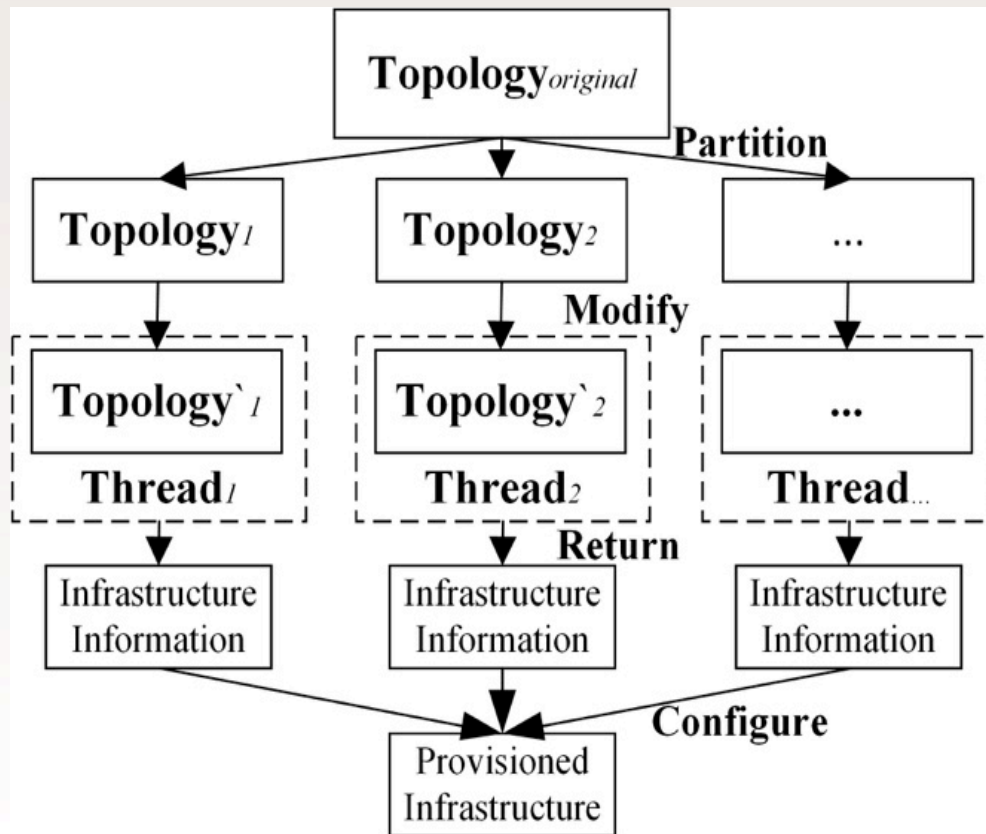 Topologyoriginal
Partition
Topology1
Topology2
...
Modify
Topology`1
Topology`2
...
Thread1
Thread2
Thread...
Return
Infrastructure
Information
Infrastructure
Information
Infrastructure
Information
Configure
Provisioned
Infrastructure